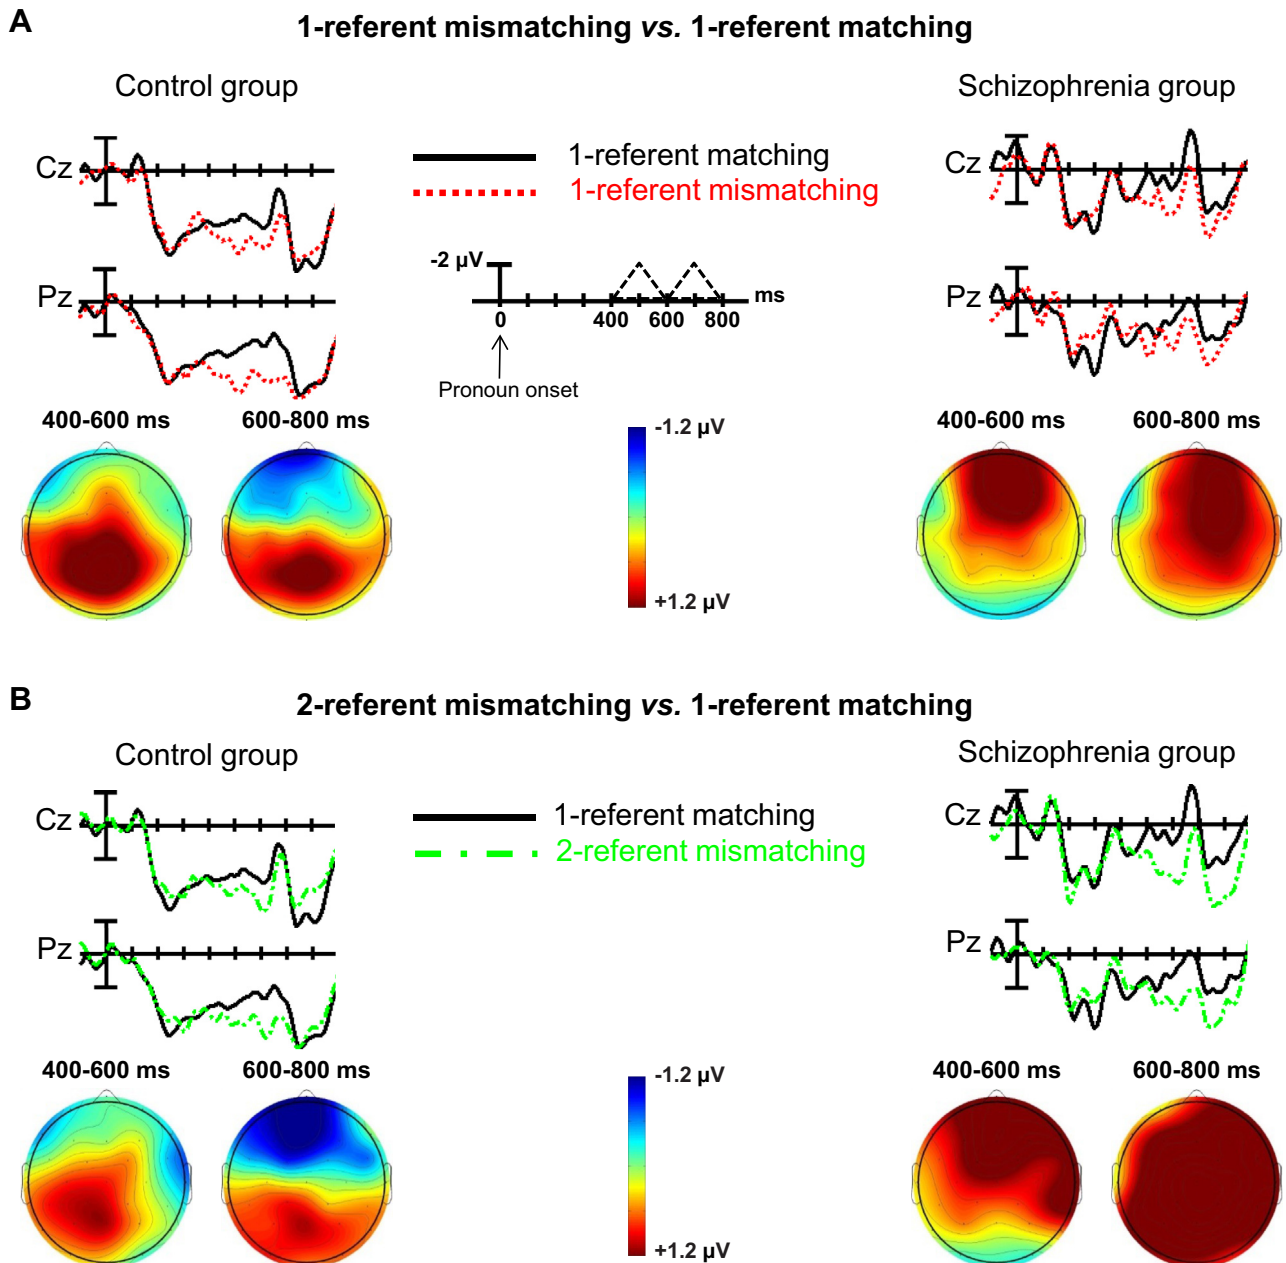 A
1-referent mismatching vs. 1-referent matching
Control group
Schizophrenia group
Cz
1-referent matching
1-referent mismatching
Cz
Pz
-2 µV
ms
0
400
600
800
Pronoun onset
Pz
400-600 ms
600-800 ms
-1.2 µV
+1.2 µV
400-600 ms
600-800 ms
B
2-referent mismatching vs. 1-referent matching
Control group
Schizophrenia group
Cz
1-referent matching
2-referent mismatching
Cz
Pz
Pz
400-600 ms
600-800 ms
-1.2 µV
+1.2 µV
400-600 ms
600-800 ms